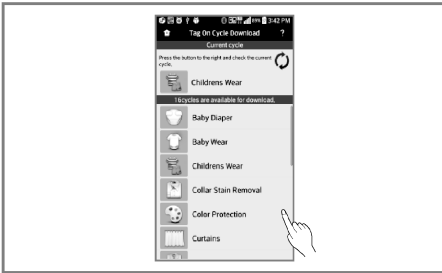 89% 3:42 PM
Tag On Cycle Download ?
Current cycle
Press the button to the right and check the current
cycle.
Childrens Wear
16cycles are available for download.
Baby Diaper
Baby Wear
Childrens Wear
Collar Stain Removal
Color Protection
Curtains